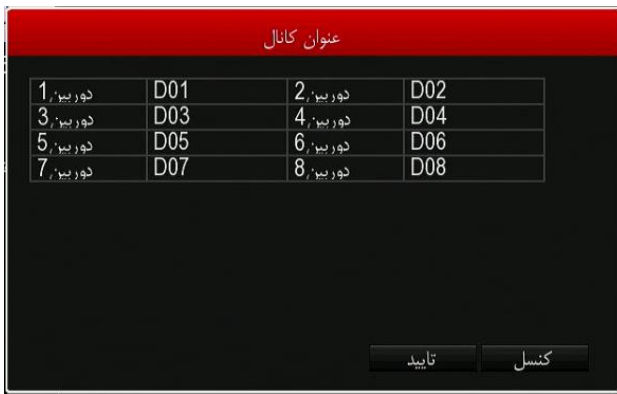 عنوان کانال
دوربین,1 D01 دوربین,2 D02
دوربین,3 D03 دوربین,4 D04
دوربین,5 D05 دوربین,6 D06
دوربین,7 D07 دوربین,8 D08
تایید کنسل